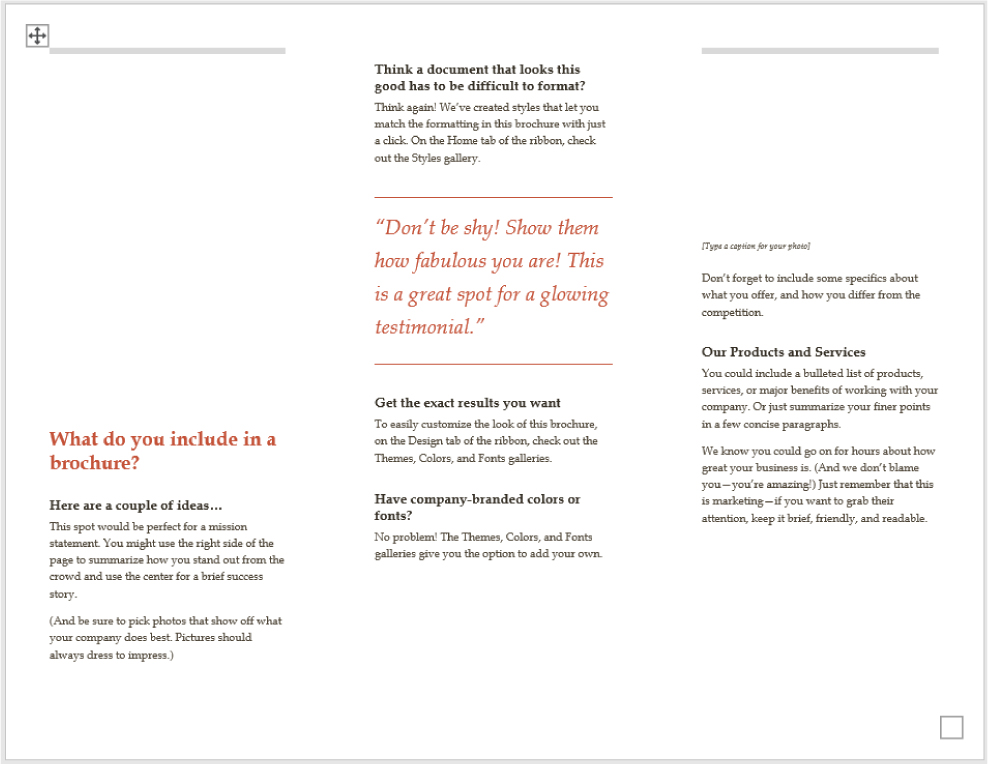 What do you include in a
brochure?
Here are a couple of ideas…
This spot would be perfect for a mission
statement. You might use the right side of the
page to summarize how you stand out from the
crowd and use the center for a brief success
story.
(And be sure to pick photos that show off what
your company does best. Pictures should
always dress to impress.)
Think a document that looks this
good has to be difficult to format?
Think again! We’ve created styles that let you
match the formatting in this brochure with just
a click. On the Home tab of the ribbon, check
out the Styles gallery.
“Don’t be shy! Show them
how fabulous you are! This
is a great spot for a glowing
testimonial.”
Get the exact results you want
To easily customize the look of this brochure,
on the Design tab of the ribbon, check out the
Themes, Colors, and Fonts galleries.
Have company-branded colors or
fonts?
No problem! The Themes, Colors, and Fonts
galleries give you the option to add your own.
[Type a caption for your photo]
Don’t forget to include some specifics about
what you offer, and how you differ from the
competition.
Our Products and Services
You could include a bulleted list of products,
services, or major benefits of working with your
company. Or just summarize your finer points
in a few concise paragraphs.
We know you could go on for hours about how
great your business is. (And we don’t blame
you—you’re amazing!) Just remember that this
is marketing—if you want to grab their
attention, keep it brief, friendly, and readable.